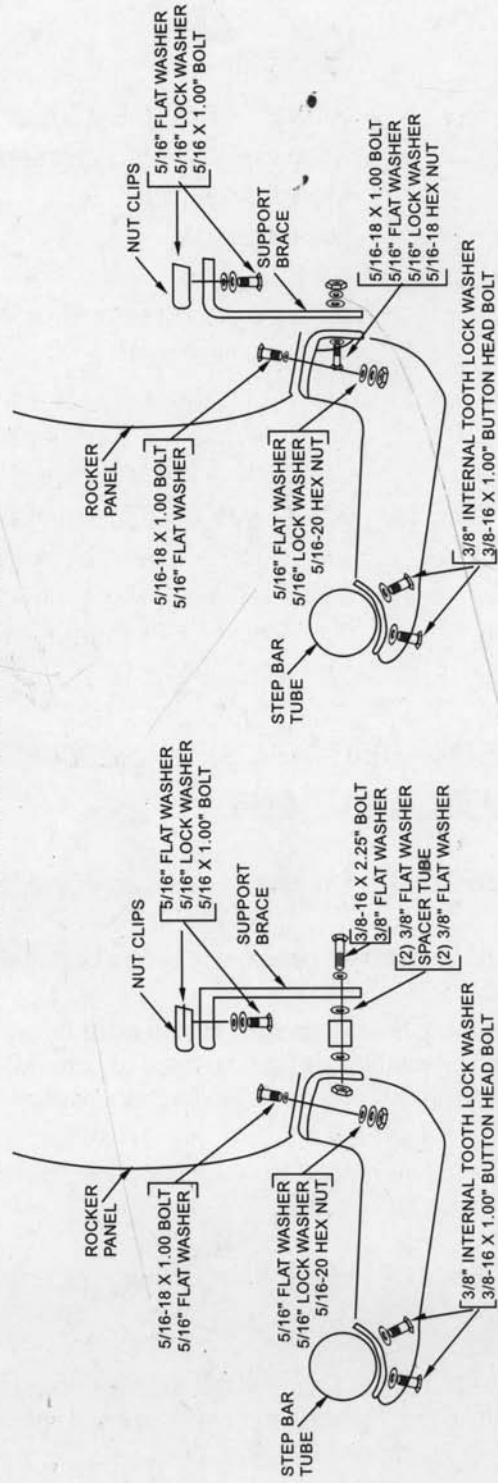 ROCKER
PANEL
5/16-18 X 1.00 BOLT
5/16" FLAT WASHER
NUT CLIPS
5/16" FLAT WASHER
5/16" LOCK WASHER
5/16 X 1.00" BOLT
SUPPORT
BRACE
5/16" FLAT WASHER
5/16" LOCK WASHER
5/16-20 HEX NUT
STEP BAR
TUBE
3/8-16 X 2.25" BOLT
3/8" FLAT WASHER
(2) 3/8" FLAT WASHER
SPACER TUBE
(2) 3/8" FLAT WASHER
3/8" INTERNAL TOOTH LOCK WASHER
3/8-16 X 1.00" BUTTON HEAD BOLT
ROCKER
PANEL
5/16-18 X 1.00 BOLT
5/16" FLAT WASHER
NUT CLIPS
5/16" FLAT WASHER
5/16" LOCK WASHER
5/16 X 1.00" BOLT
SUPPORT
BRACE
5/16" FLAT WASHER
5/16" LOCK WASHER
5/16-20 HEX NUT
STEP BAR
TUBE
5/16-18 X 1.00 BOLT
5/16" FLAT WASHER
5/16" LOCK WASHER
5/16-18 HEX NUT
3/8" INTERNAL TOOTH LOCK WASHER
3/8-16 X 1.00" BUTTON HEAD BOLT